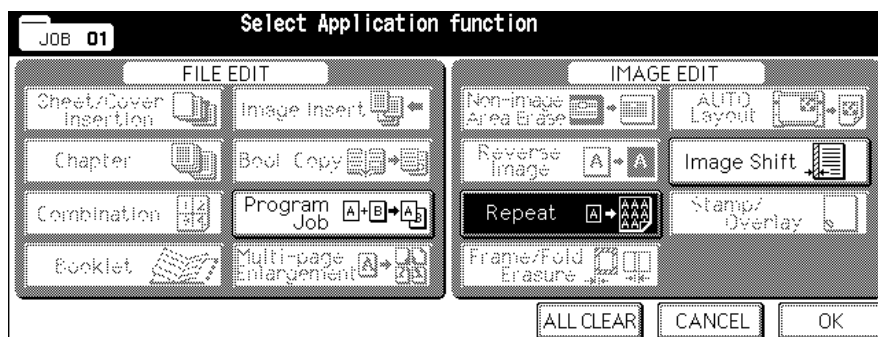 JOB 01
Select Application function
FILE EDIT
IMAGE EDIT
Sheet/Cover
Insertion
Image Insert
Non-image
Area Erase
AUTO
Layout
Chapter
Book Copy
Reverse
Image
Image Shift
Combination
Program
Job
Repeat
Stamp/
Overlay
Booklet
Multi-page
Enlargement
Frame/Fold
Erasure
ALL CLEAR
CANCEL
OK